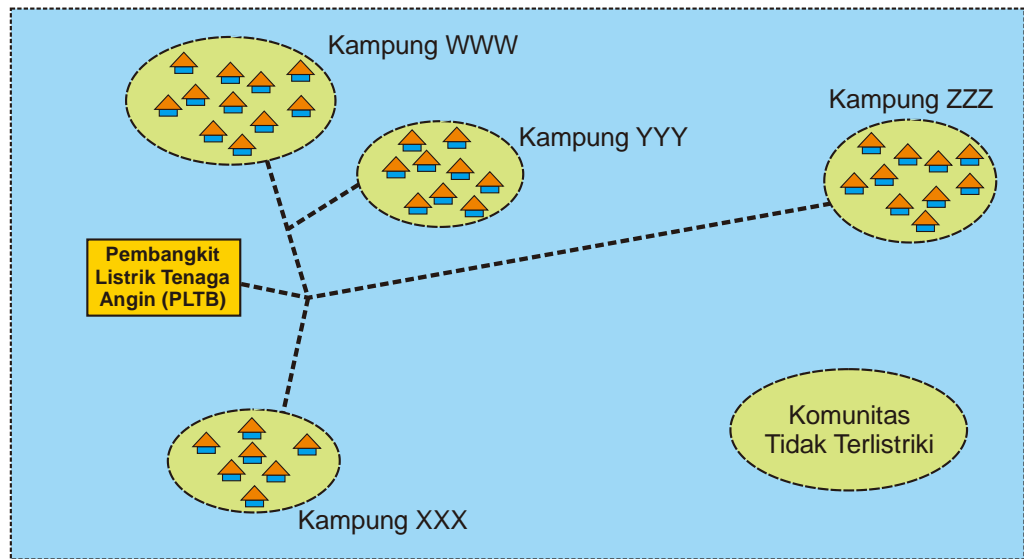 Kampung WWW
Kampung ZZZ
Kampung YYY
Pembangkit
Listrik Tenaga
Angin (PLTB)
Komunitas
Tidak Terlistriki
Kampung XXX